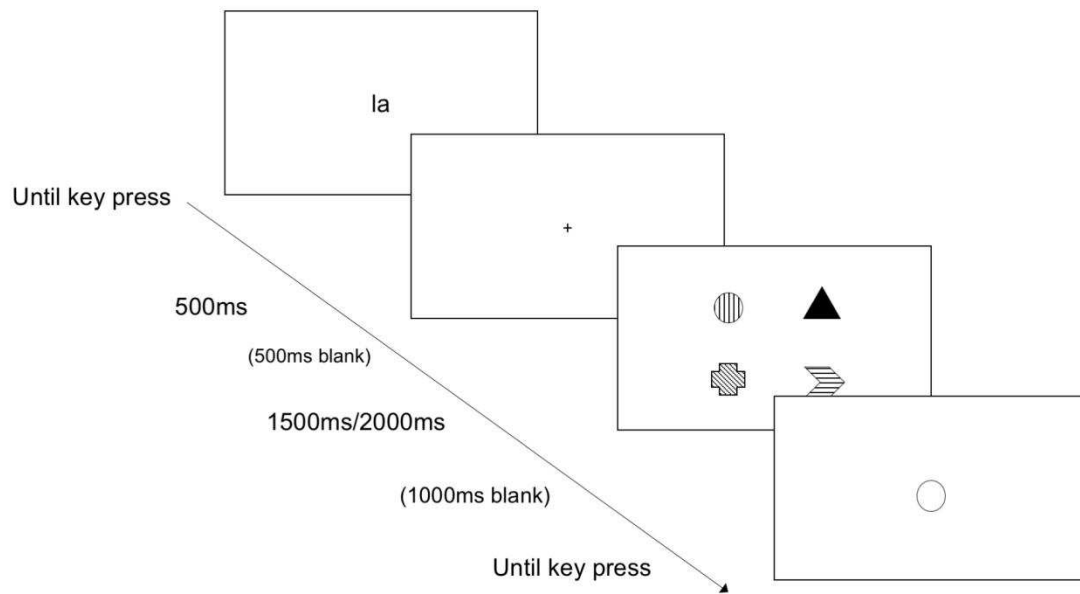 la
Until key press
+
500ms
(500ms blank)
1500ms/2000ms
(1000ms blank)
Until key press